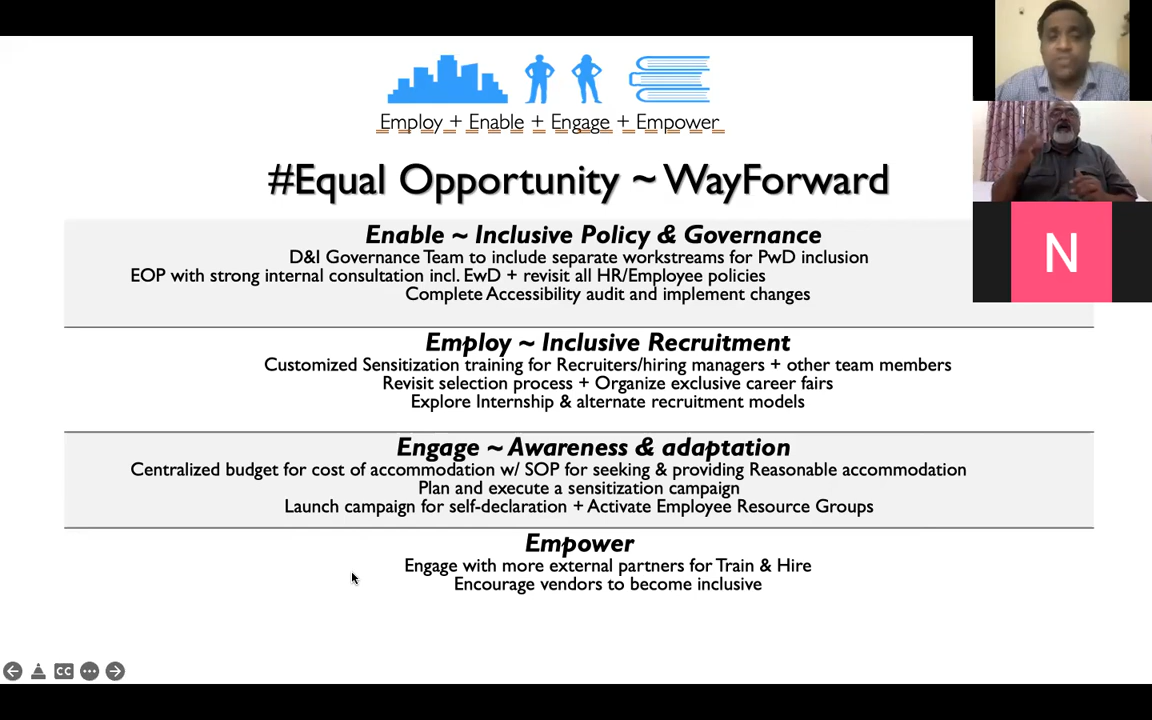 Employ + Enable + Engage + Empower
#Equal Opportunity ~ WayForward
Enable ~ Inclusive Policy & Governance
D&I Governance Team to include separate workstreams for PwD inclusion
EOP with strong internal consultation incl. EwD + revisit all HR/Employee policies
Complete Accessibility audit and implement changes
Employ ~ Inclusive Recruitment
Customized Sensitization training for Recruiters/hiring managers + other team members
Revisit selection process + Organize exclusive career fairs
Explore Internship & alternate recruitment models
Engage ~ Awareness & adaptation
Centralized budget for cost of accommodation w/ SOP for seeking & providing Reasonable accommodation
Plan and execute a sensitization campaign
Launch campaign for self-declaration + Activate Employee Resource Groups
Empower
Engage with more external partners for Train & Hire
Encourage vendors to become inclusive
N
CC